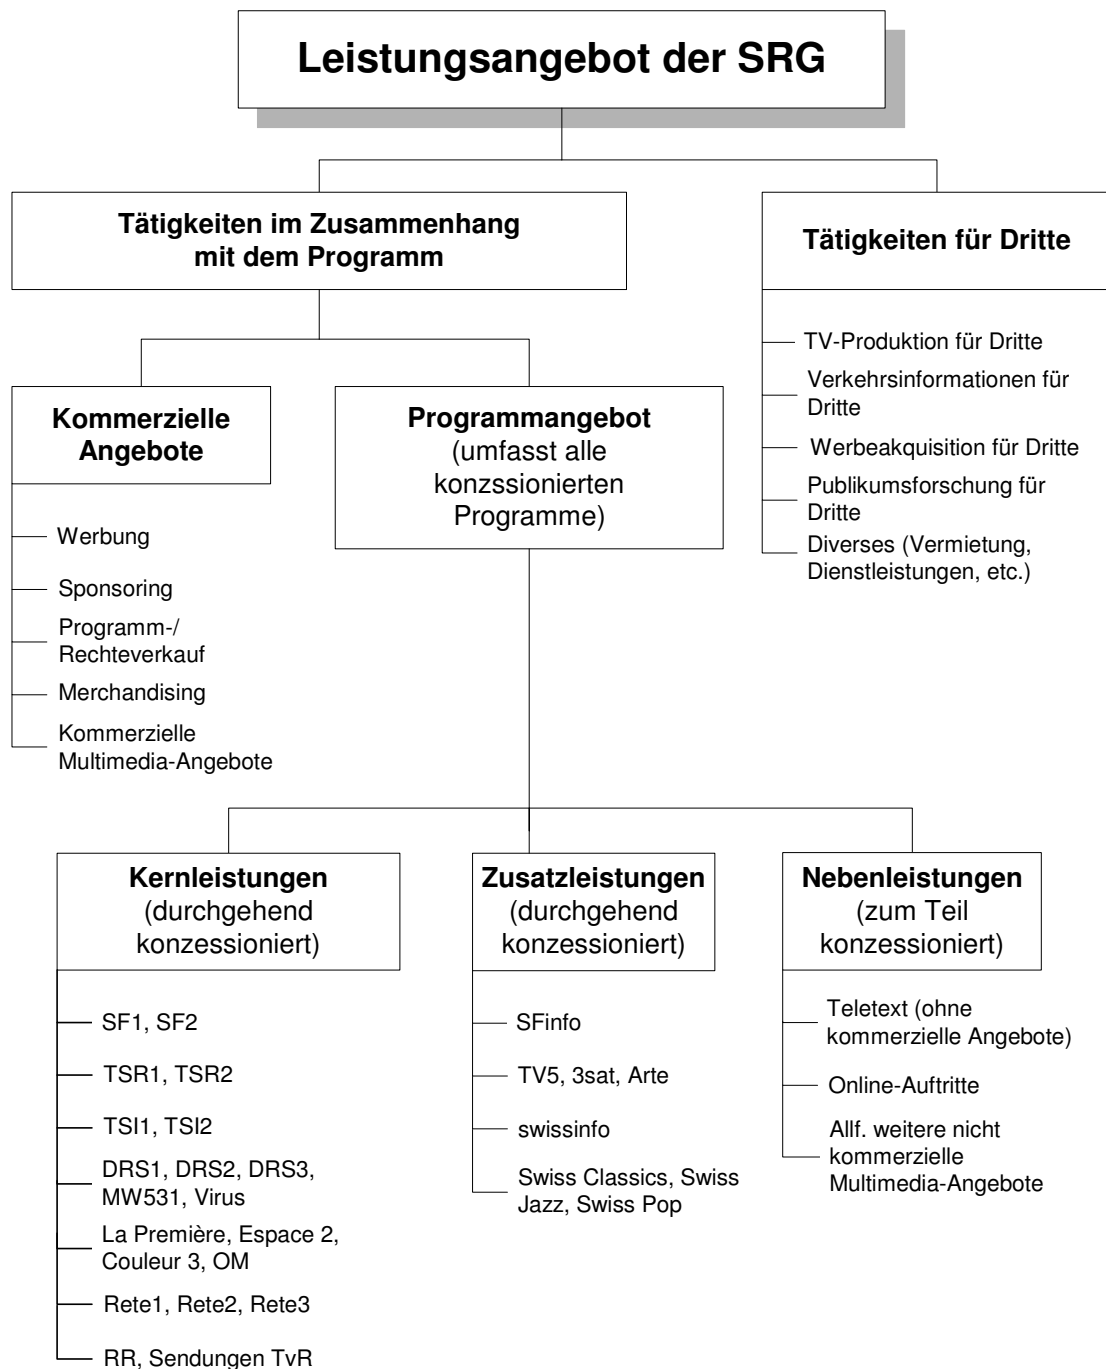 Leistungsangebot der SRG
Tätigkeiten im Zusammenhang
mit dem Programm
Tätigkeiten für Dritte
TV-Produktion für Dritte
Verkehrsinformationen für
Dritte
Werbeakquisition für Dritte
Publikumsforschung für
Dritte
Diverses (Vermietung,
Dienstleistungen, etc.)
Kommerzielle
Angebote
Werbung
Sponsoring
Programm-/
Rechteverkauf
Merchandising
Kommerzielle
Multimedia-Angebote
Programmangebot
(umfasst alle
konzssionierten
Programme)
Kernleistungen
(durchgehend
konzessioniert)
SF1, SF2
TSR1, TSR2
TSI1, TSI2
DRS1, DRS2, DRS3,
MW531, Virus
La Première, Espace 2,
Couleur 3, OM
Rete1, Rete2, Rete3
RR, Sendungen TvR
Zusatzleistungen
(durchgehend
konzessioniert)
SFinfo
TV5, 3sat, Arte
swissinfo
Swiss Classics, Swiss
Jazz, Swiss Pop
Nebenleistungen
(zum Teil
konzessioniert)
Teletext (ohne
kommerzielle Angebote)
Online-Auftritte
Allf. weitere nicht
kommerzielle
Multimedia-Angebote